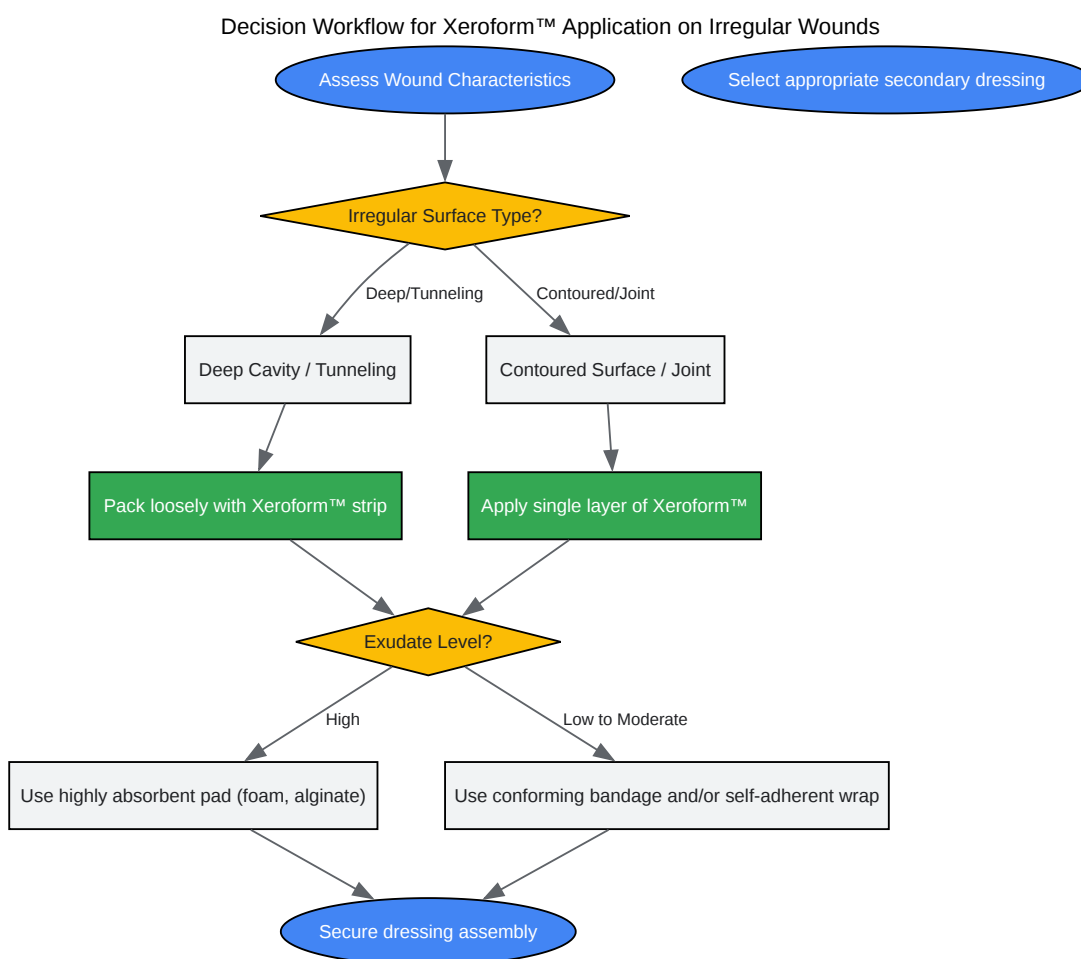 Decision Workflow for Xeroform™ Application on Irregular Wounds
Assess Wound Characteristics
Select appropriate secondary dressing
Irregular Surface Type?
Deep/Tunneling
Contoured/Joint
Deep Cavity / Tunneling
Contoured Surface / Joint
Pack loosely with Xeroform™ strip
Apply single layer of Xeroform™
Exudate Level?
High
Low to Moderate
Use highly absorbent pad (foam, alginate)
Use conforming bandage and/or self-adherent wrap
Secure dressing assembly